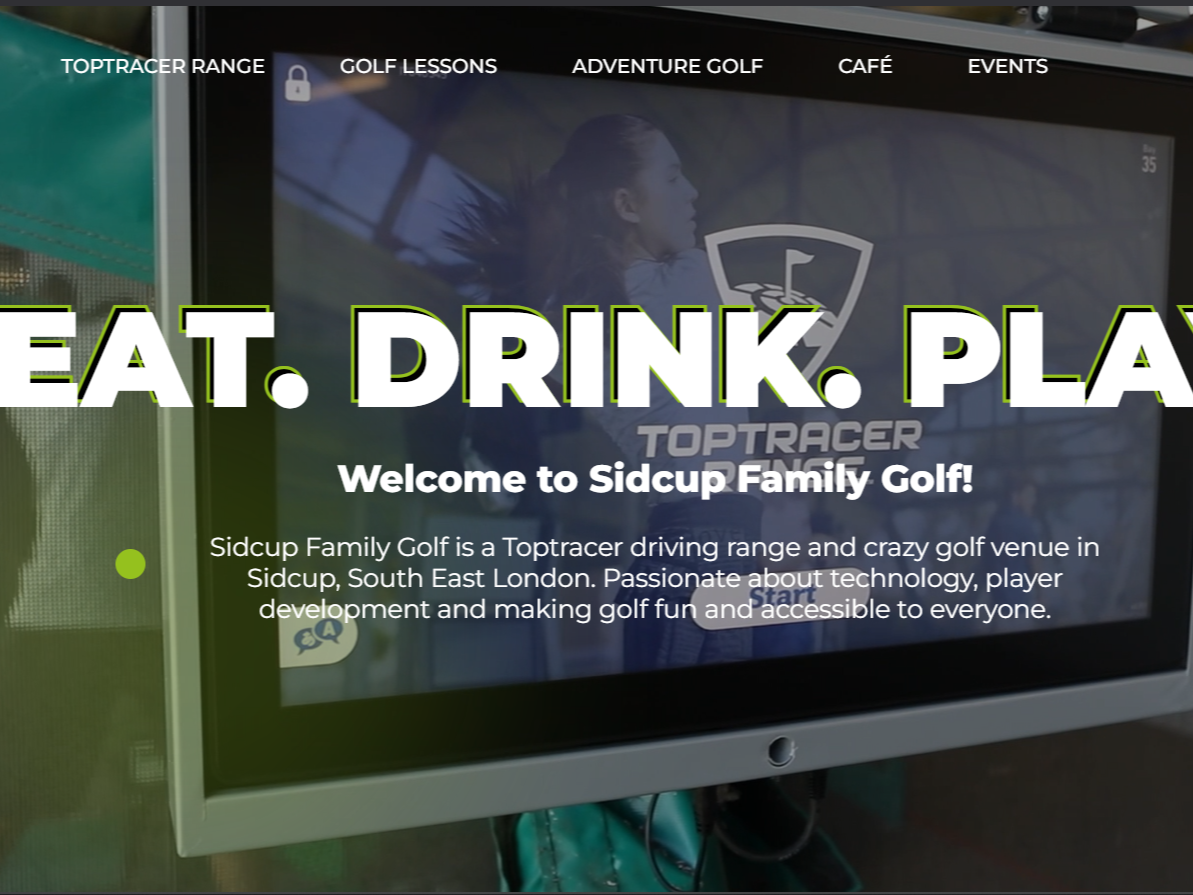 TOPTRACER RANGE GOLF LESSONS ADVENTURE GOLF CAFÉ EVENTS
35
EAT. DRINK. PLAY
TOPTRACER
RANGE
Welcome to Sidcup Family Golf!
Sidcup Family Golf is a Toptracer driving range and crazy golf venue in
Sidcup, South East London. Passionate about technology, player
Start
development and making golf fun and accessible to everyone.
A